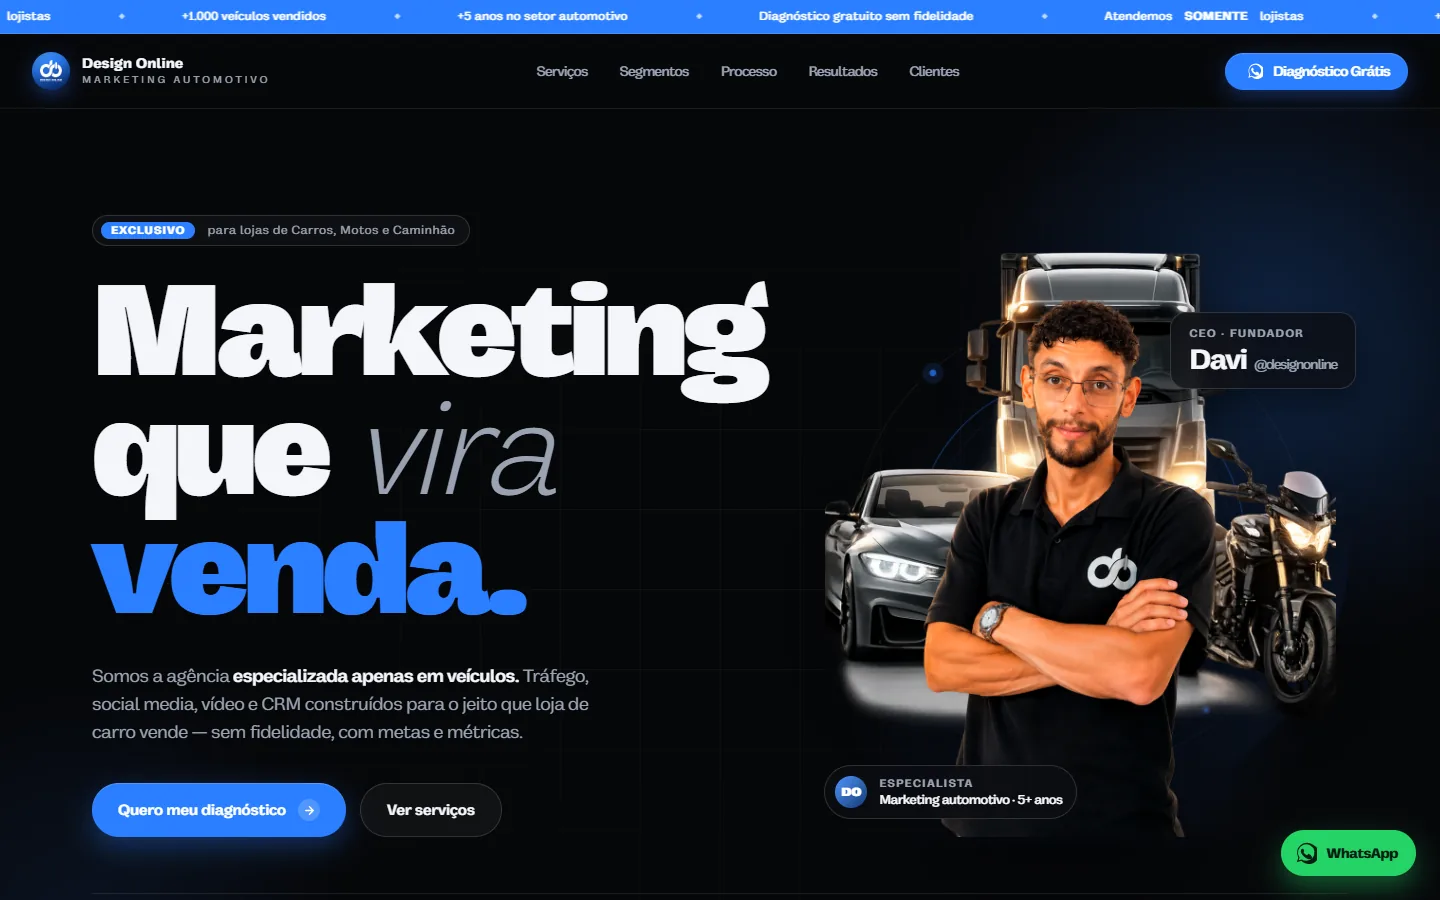 lojistas
+1.000 veículos vendidos
+5 anos no setor automotivo
Diagnóstico gratuito sem fidelidade
Atendemos SOMENTE lojistas
Design Online
MARKETING AUTOMOTIVO
Serviços
Segmentos
Processo
Resultados
Clientes
Diagnóstico Grátis
EXCLUSIVO para lojas de Carros, Motos e Caminhão
Marketing
que vira
venda.
CEO · FUNDADOR
Davi @designonline
Somos a agência especializada apenas em veículos. Tráfego,
social media, vídeo e CRM construídos para o jeito que loja de
carro vende — sem fidelidade, com metas e métricas.
Quero meu diagnóstico
Ver serviços
DO
ESPECIALISTA
Marketing automotivo · 5+ anos
WhatsApp